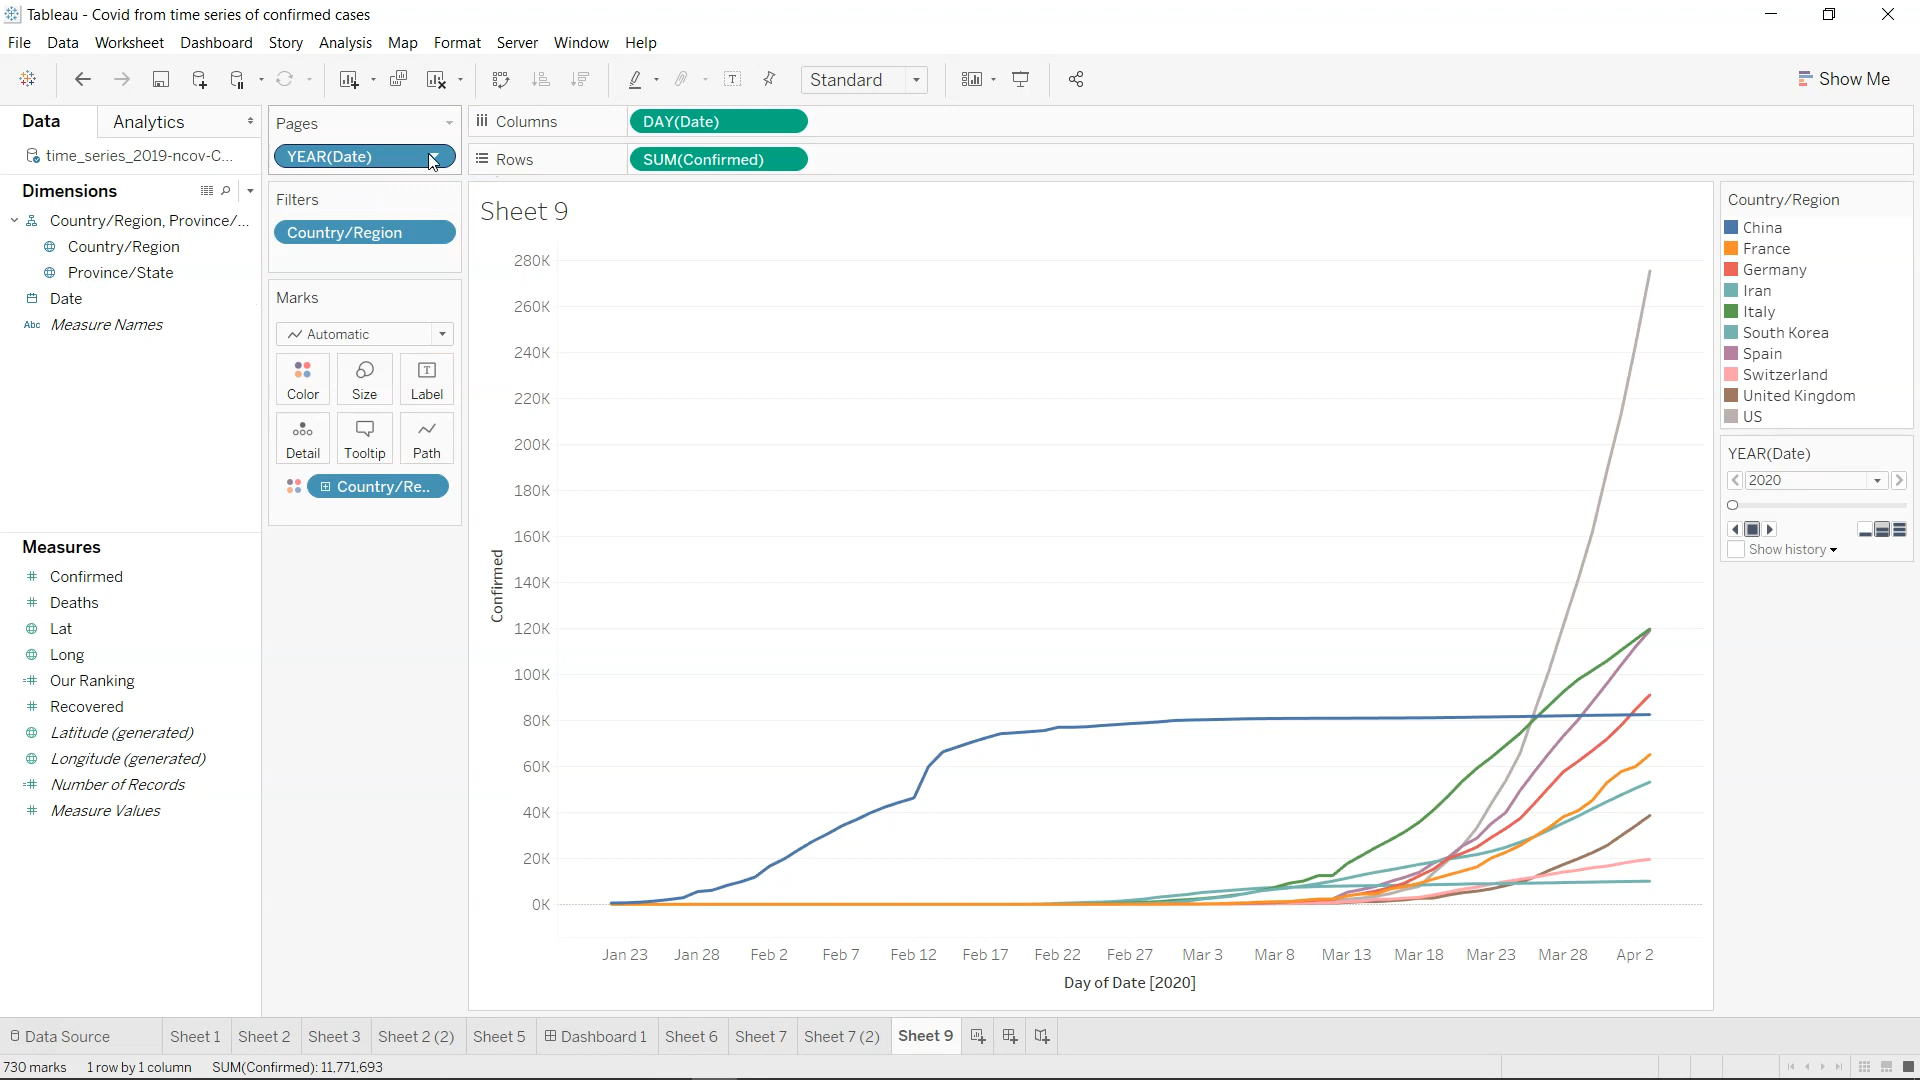 Tableau - Covid from time series of confirmed cases
File Data Worksheet Dashboard Story Analysis Map Format Server Window Help
Standard
Show Me
Data Analytics
time_series_2019-ncov-C...
Dimensions
Country/Region, Province/...
Country/Region
Province/State
Date
Abc Measure Names
Measures
Confirmed
Deaths
Lat
Long
Our Ranking
Recovered
Latitude (generated)
Longitude (generated)
Number of Records
Measure Values
Pages
YEAR(Date)
Filters
Country/Region
Marks
Automatic
Color Size Label
Detail Tooltip Path
Country/Re..
Columns DAY(Date)
Rows SUM(Confirmed)
Sheet 9
280K
260K
240K
220K
200K
180K
160K
140K
120K
100K
80K
60K
40K
20K
0K
Confirmed
Jan 23 Jan 28 Feb 2 Feb 7 Feb 12 Feb 17 Feb 22 Feb 27 Mar 3 Mar 8 Mar 13 Mar 18 Mar 23 Mar 28 Apr 2
Day of Date [2020]
Country/Region
China
France
Germany
Iran
Italy
South Korea
Spain
Switzerland
United Kingdom
US
YEAR(Date)
2020
Show history
Data Source Sheet 1 Sheet 2 Sheet 3 Sheet 2 (2) Sheet 5 Dashboard 1 Sheet 6 Sheet 7 Sheet 7 (2) Sheet 9
730 marks 1 row by 1 column SUM(Confirmed): 11,771,693